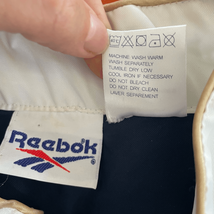 MACHINE WASH WARM
WASH SEPARATELY
TUMBLE DRY LOW
COOL IRON IF NECESSARY
DO NOT BLEACH
DO NOT DRY CLEAN
LAYER SEPAREMENT
Reebok